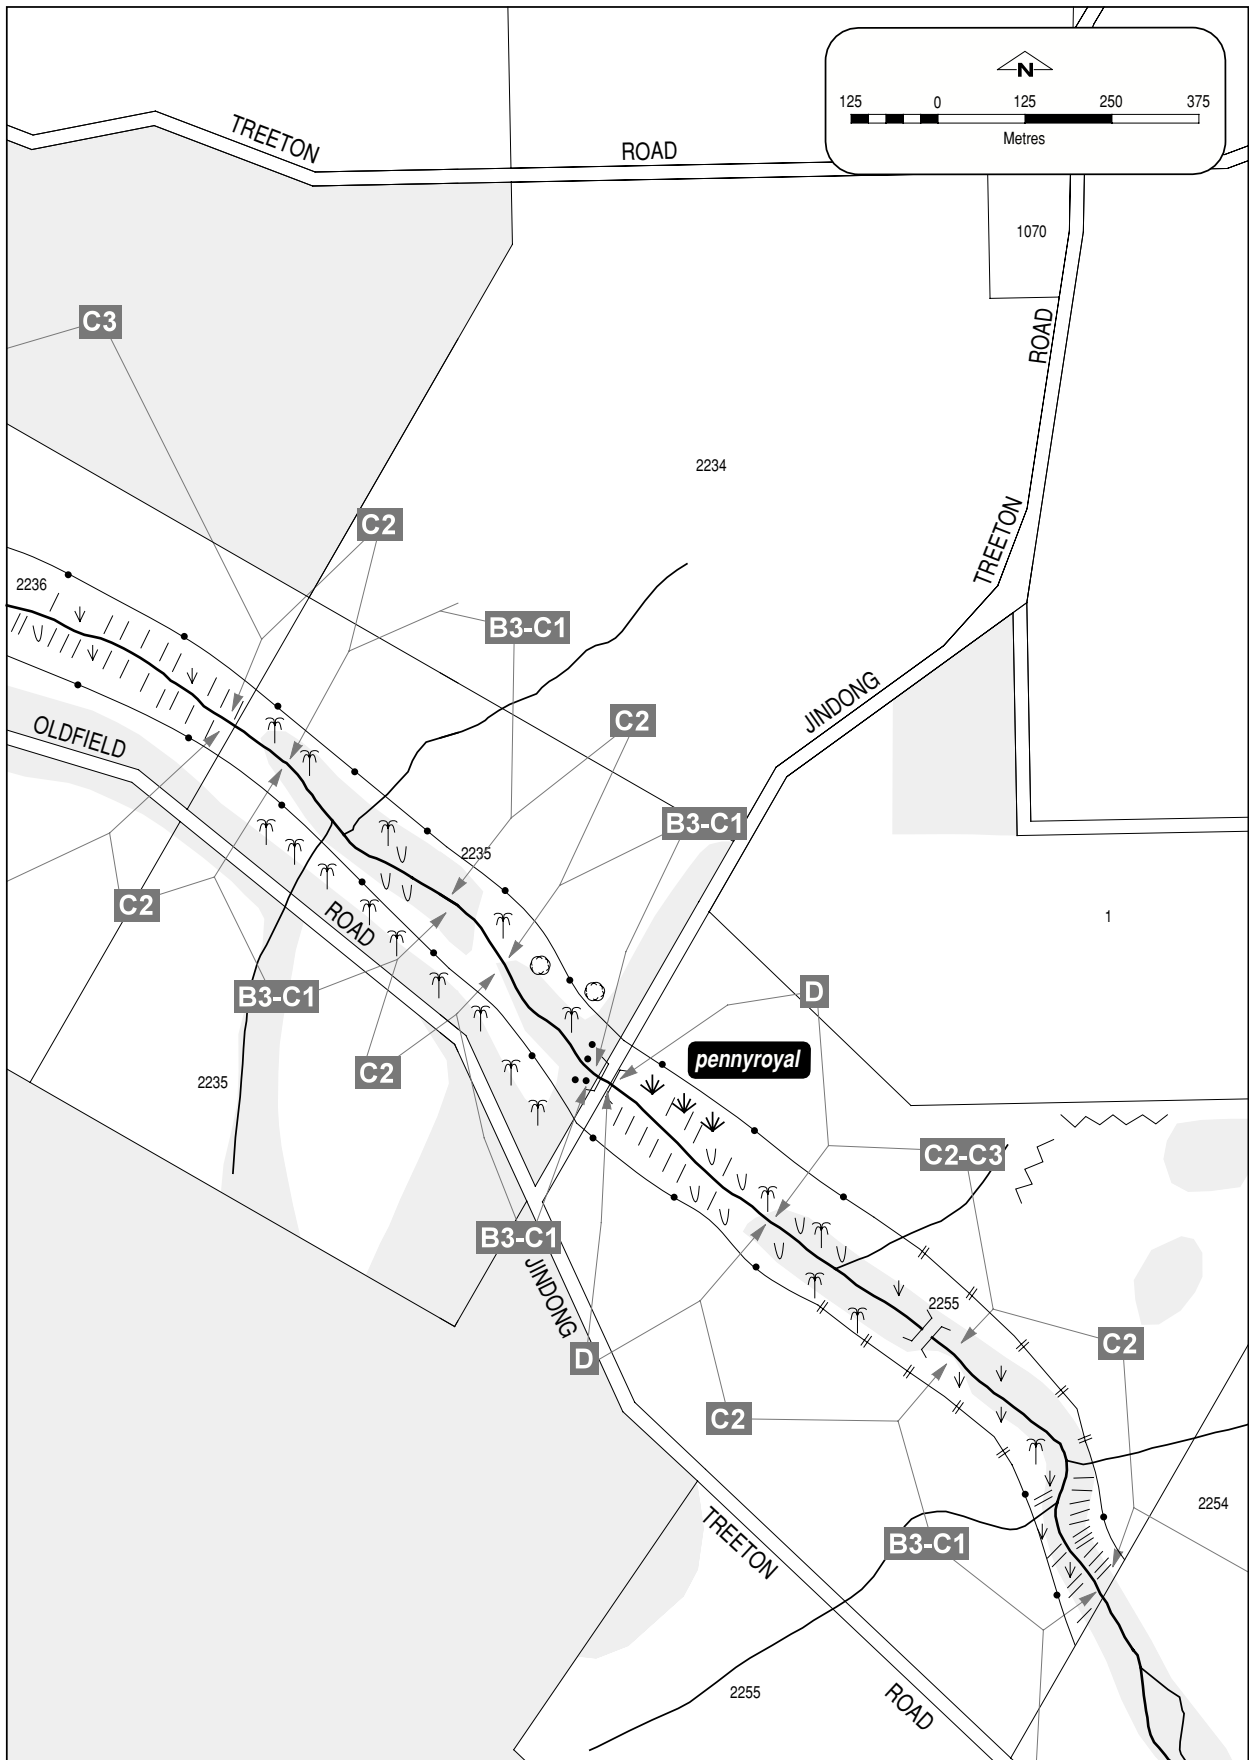 N
125 0 125 250 375
Metres
TREETON
ROAD
1070
ROAD
C3
2234
C2
TREETON
2236
B3-C1
JINDONG
C2
OLDFIELD
B3-C1
2235
C2
ROAD
1
B3-C1
D
pennyroyal
C2
2235
C2-C3
B3-C1
JINDONG
2255
D
C2
C2
2254
TREETON
B3-C1
2255
ROAD